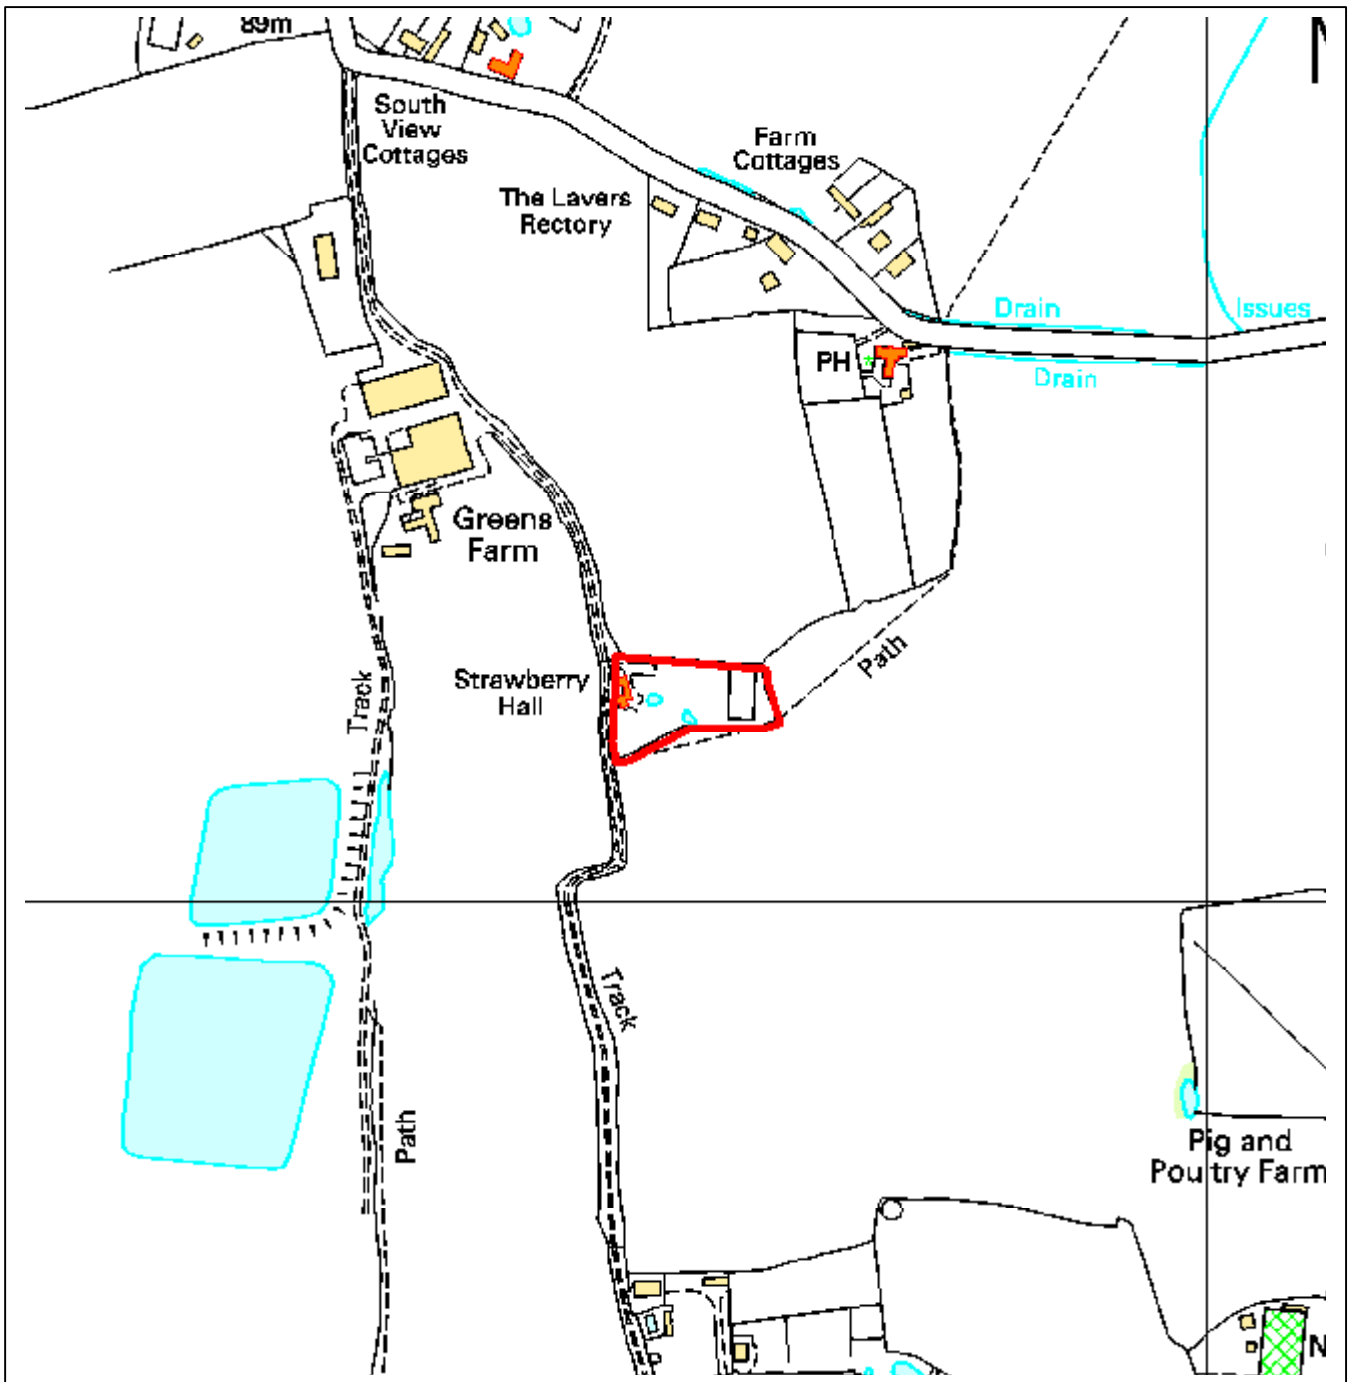 89m
South
View
Cottages
Farm
Cottages
The Lavers
Rectory
Drain
Issues
PH
Drain
Greens
Farm
Path
Strawberry
Hall
Track
Track
Path
Pig and
Poultry Farm